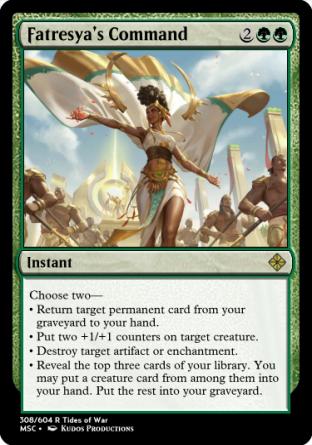 Fatresya's Command 2
Instant
Choose two—
• Return target permanent card from your
graveyard to your hand.
• Put two +1/+1 counters on target creature.
• Destroy target artifact or enchantment.
• Reveal the top three cards of your library. You
may put a creature card from among them into
your hand. Put the rest into your graveyard.
308/604 R Tides of War
MSC • Kudos Productions